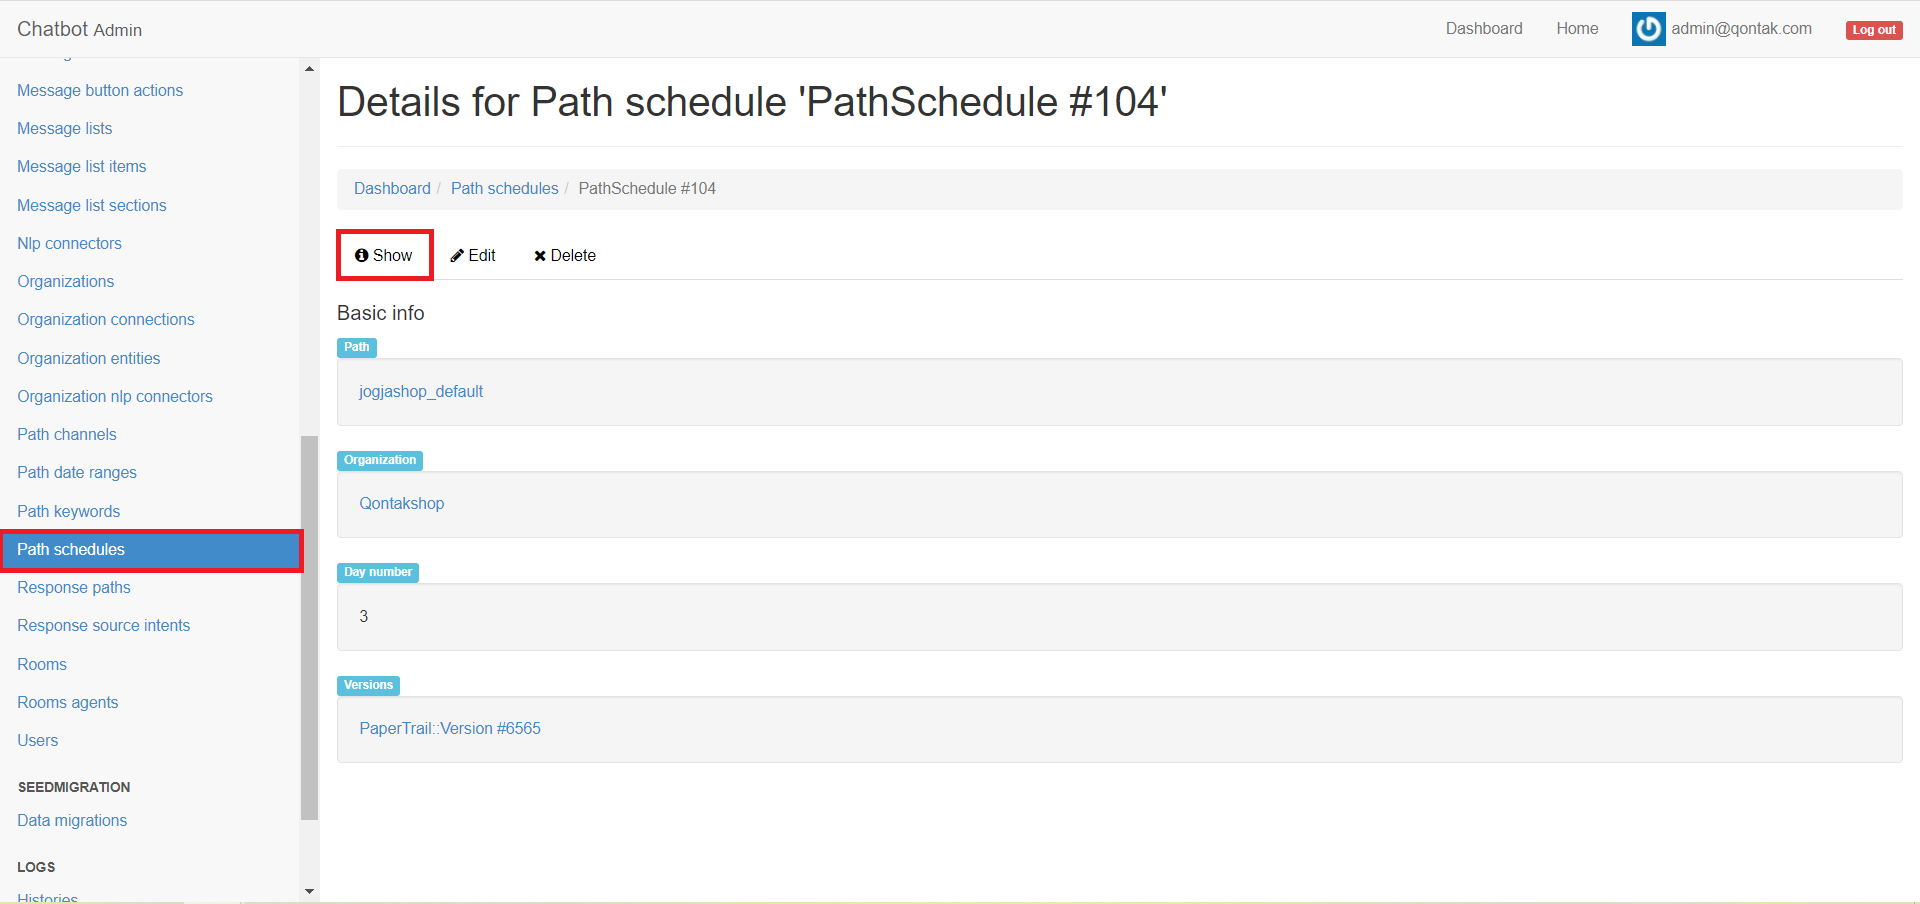 Chatbot Admin
Dashboard
Home
admin@qontak.com
Log out
Message button actions
Message lists
Message list items
Message list sections
Nlp connectors
Organizations
Organization connections
Organization entities
Organization nlp connectors
Path channels
Path date ranges
Path keywords
Path schedules
Response paths
Response source intents
Rooms
Rooms agents
Users
SEEDMIGRATION
Data migrations
LOGS
Histories
Details for Path schedule 'PathSchedule #104'
Dashboard / Path schedules / PathSchedule #104
Show
Edit
Delete
Basic info
Path
jogjashop_default
Organization
Qontakshop
Day number
3
Versions
PaperTrail::Version #6565